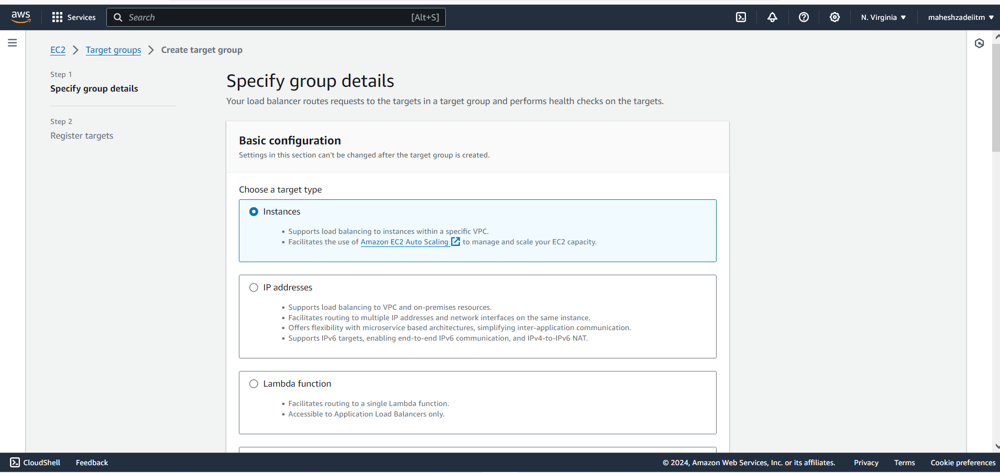 aws
Services
Search
[Alt+S]
N. Virginia
maheshzadeiitm
EC2 > Target groups > Create target group
Step 1
Specify group details
Step 2
Register targets
Specify group details
Your load balancer routes requests to the targets in a target group and performs health checks on the targets.
Basic configuration
Settings in this section can't be changed after the target group is created.
Choose a target type
Instances
• Supports load balancing to instances within a specific VPC.
• Facilitates the use of Amazon EC2 Auto Scaling to manage and scale your EC2 capacity.
IP addresses
• Supports load balancing to VPC and on-premises resources.
• Facilitates routing to multiple IP addresses and network interfaces on the same instance.
• Offers flexibility with microservice based architectures, simplifying inter-application communication.
• Supports IPv6 targets, enabling end-to-end IPv6 communication, and IPv4-to-IPv6 NAT.
Lambda function
• Facilitates routing to a single Lambda function.
• Accessible to Application Load Balancers only.
CloudShell
Feedback
© 2024, Amazon Web Services, Inc. or its affiliates.
Privacy
Terms
Cookie preferences